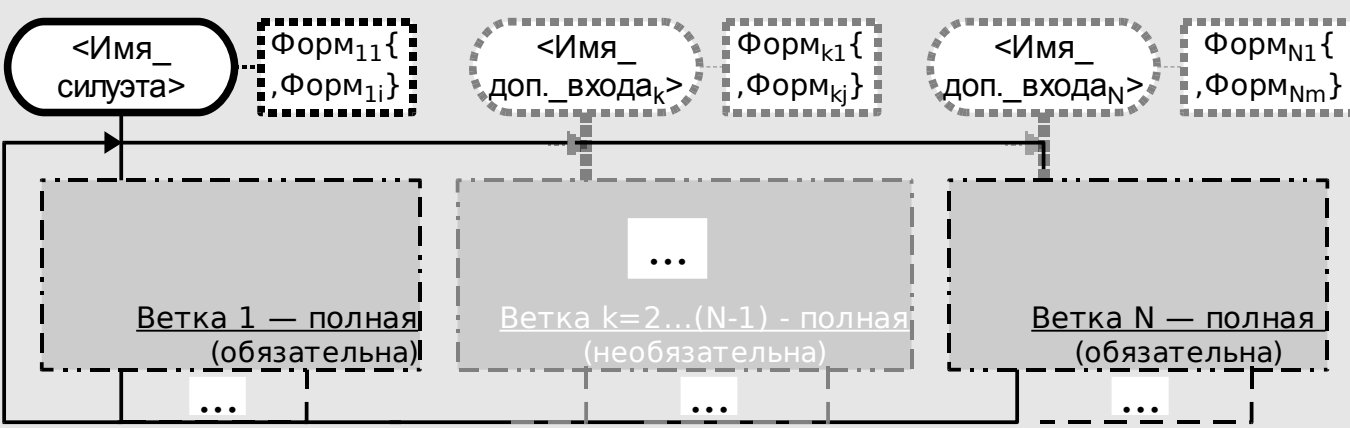 <Имя_
силуэта>
Форм11{
,Форм1i}
<Имя_
доп._входаk>
Формk1{
,Формkj}
<Имя_
доп._входаN>
ФормN1{
,ФормNm}
...
Ветка 1 — полная
(обязательна)
Ветка k=2...(N-1) - полная
(необязательна)
Ветка N — полная
(обязательна)
...
...
...